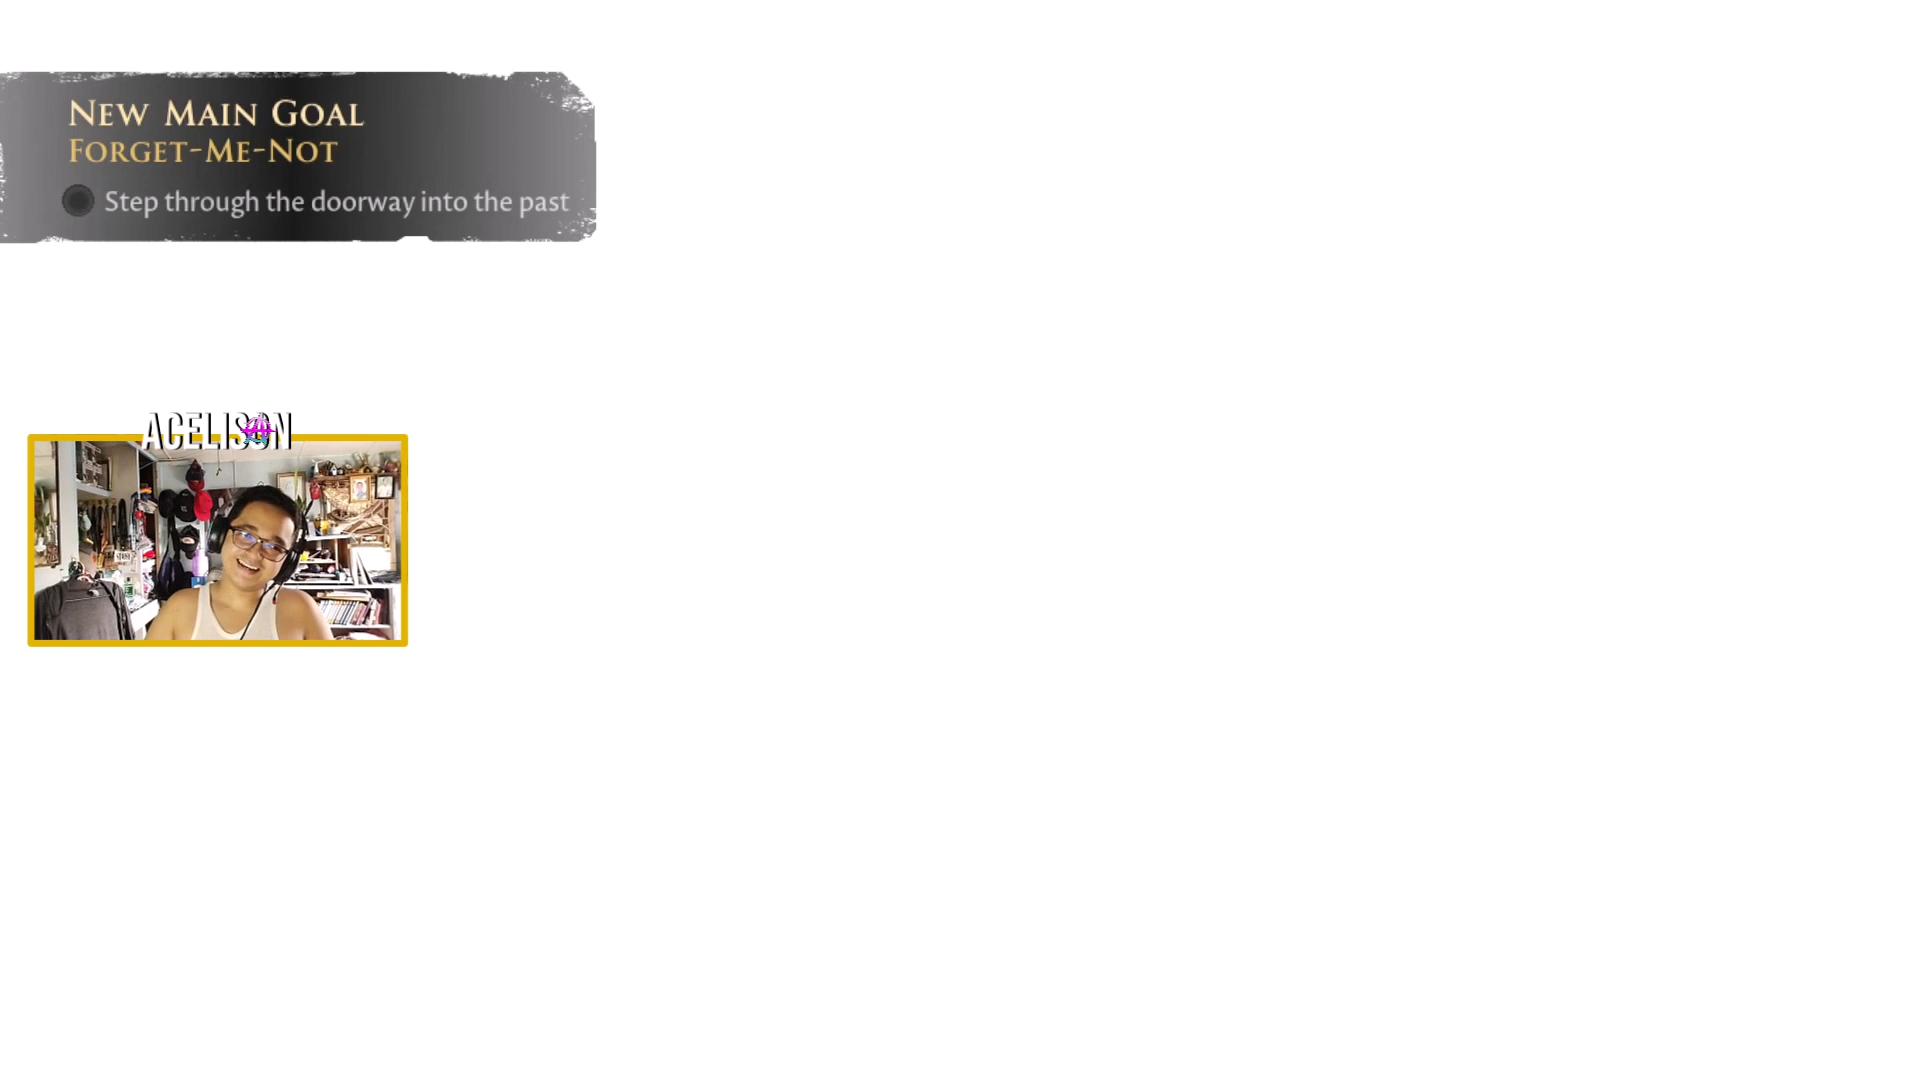 New Main Goal
Forget-Me-Not
Step through the doorway into the past
ACELISON